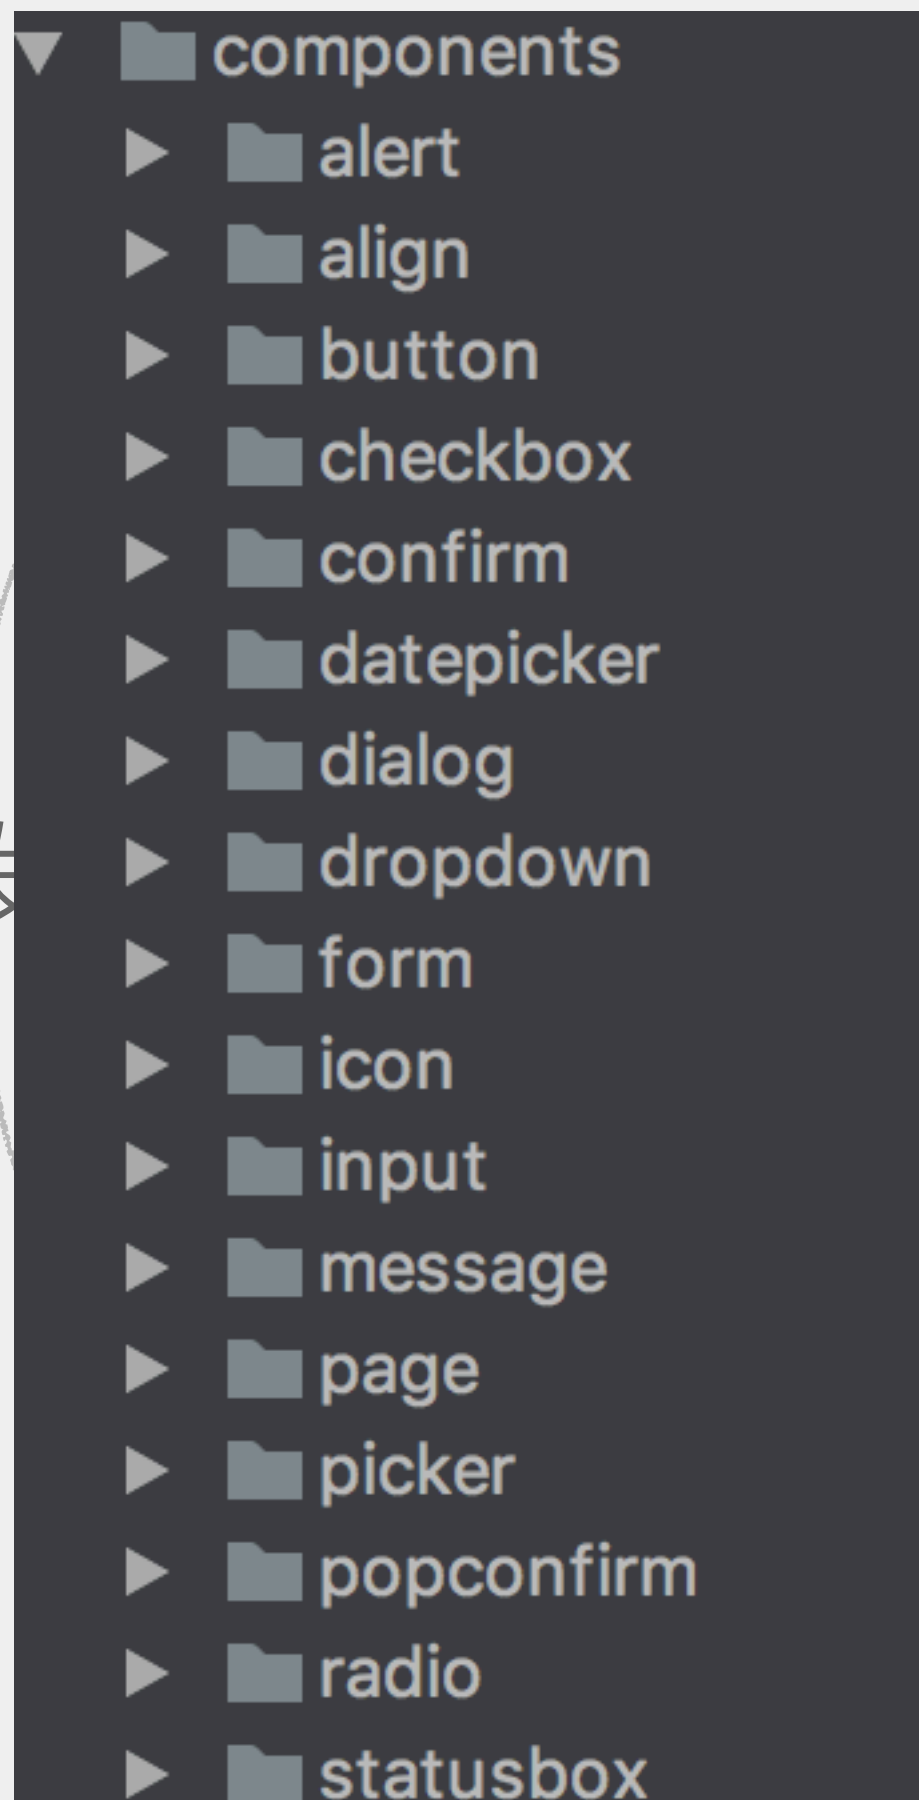 components
alert
align
button
checkbox
confirm
datepicker
dialog
dropdown
form
icon
input
message
page
picker
popconfirm
radio
statusbox